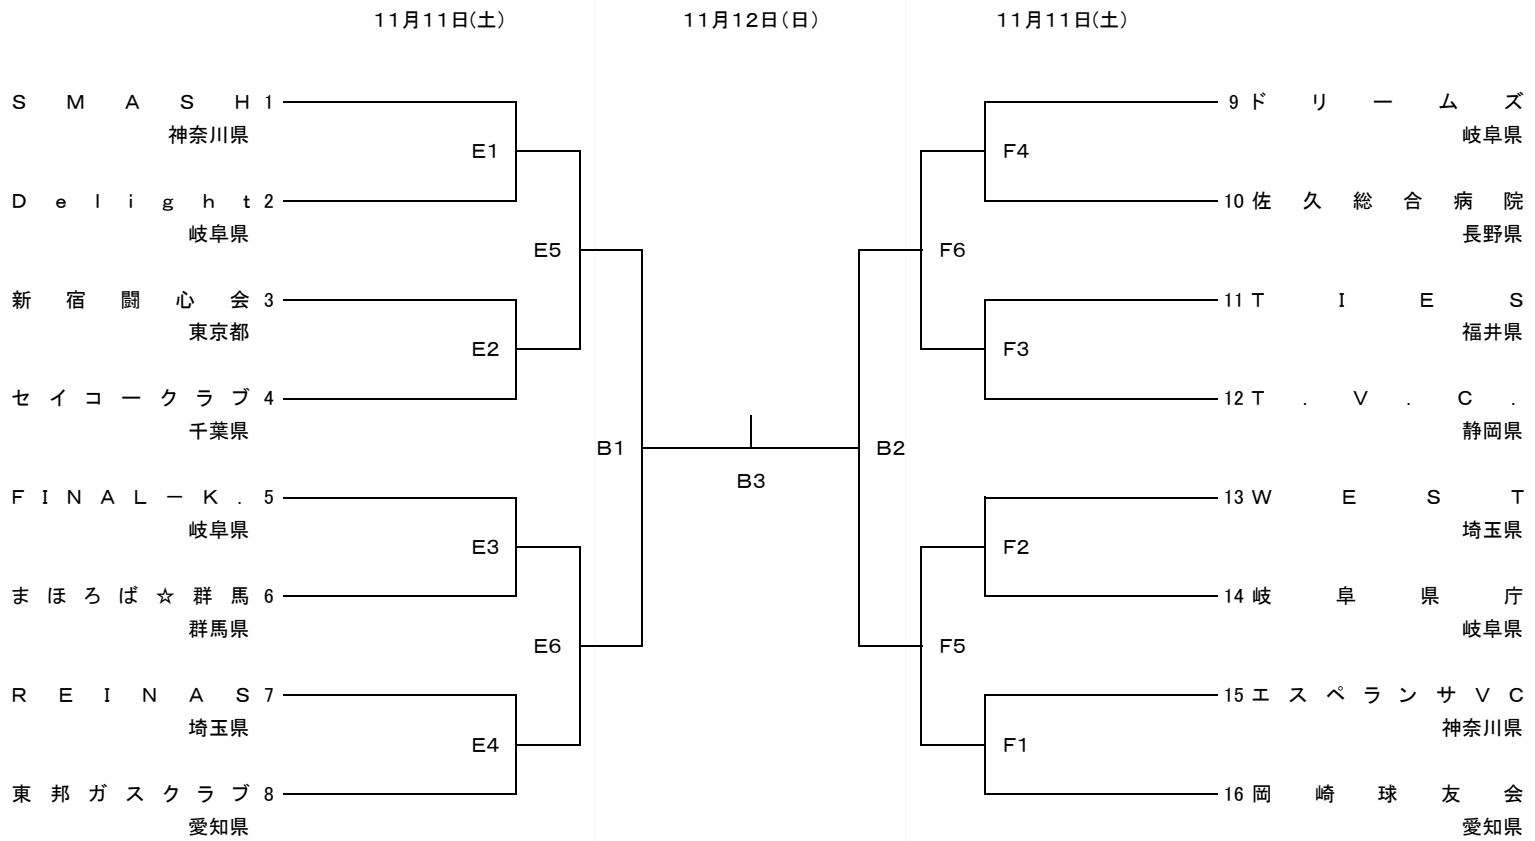 11月11日(土) 11月12日(日) 11月11日(土)
ＳＭＡＳＨ 1 9 ドリームズ
神奈川県 岐阜県
E1 F4
Ｄｅｌｉｇｈｔ 2 10 佐久総合病院
岐阜県 長野県
E5 F6
新宿闘心会 3 11 ＴＩＥＳ
東京都 福井県
E2 F3
セイコークラブ 4 12 Ｔ．Ｖ．Ｃ．
千葉県 静岡県
B1 B2
B3
ＦＩＮＡＬ－Ｋ． 5 13 ＷＥＳＴ
岐阜県 埼玉県
E3 F2
まほろば☆群馬 6 14 岐阜県庁
群馬県 岐阜県
E6 F5
ＲＥＩＮＡＳ 7 15 エスペランサＶＣ
埼玉県 神奈川県
E4 F1
東邦ガスクラブ 8 16 岡崎球友会
愛知県 愛知県